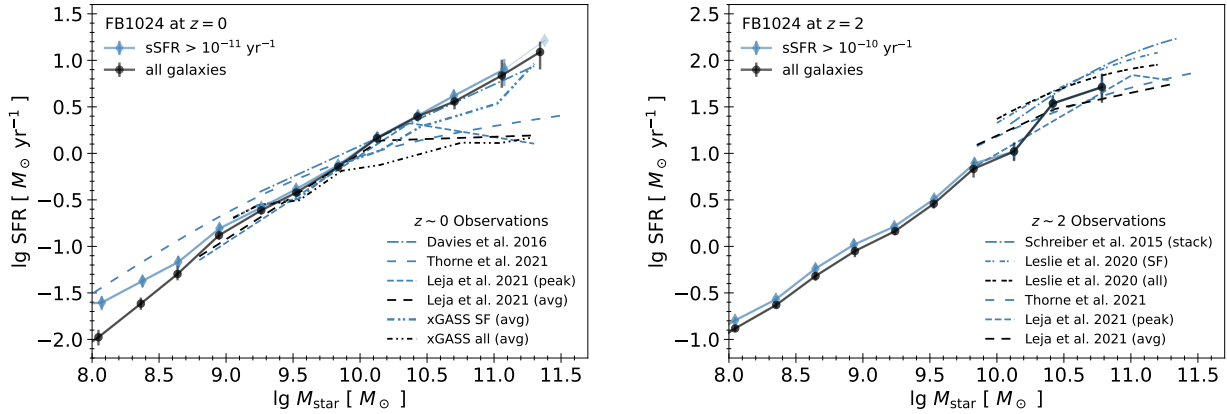 FB1024 at z = 0
sSFR > 10⁻¹¹ yr⁻¹
all galaxies
lg SFR [ M⊙ yr⁻¹ ]
1.5
1.0
0.5
0.0
−0.5
−1.0
−1.5
−2.0
z ~ 0 Observations
Davies et al. 2016
Thorne et al. 2021
Leja et al. 2021 (peak)
Leja et al. 2021 (avg)
xGASS SF (avg)
xGASS all (avg)
8.0 8.5 9.0 9.5 10.0 10.5 11.0 11.5
lg Mstar [ M⊙ ]
FB1024 at z = 2
sSFR > 10⁻¹⁰ yr⁻¹
all galaxies
lg SFR [ M⊙ yr⁻¹ ]
2.5
2.0
1.5
1.0
0.5
0.0
−0.5
−1.0
z ~ 2 Observations
Schreiber et al. 2015 (stack)
Leslie et al. 2020 (SF)
Leslie et al. 2020 (all)
Thorne et al. 2021
Leja et al. 2021 (peak)
Leja et al. 2021 (avg)
8.0 8.5 9.0 9.5 10.0 10.5 11.0 11.5
lg Mstar [ M⊙ ]